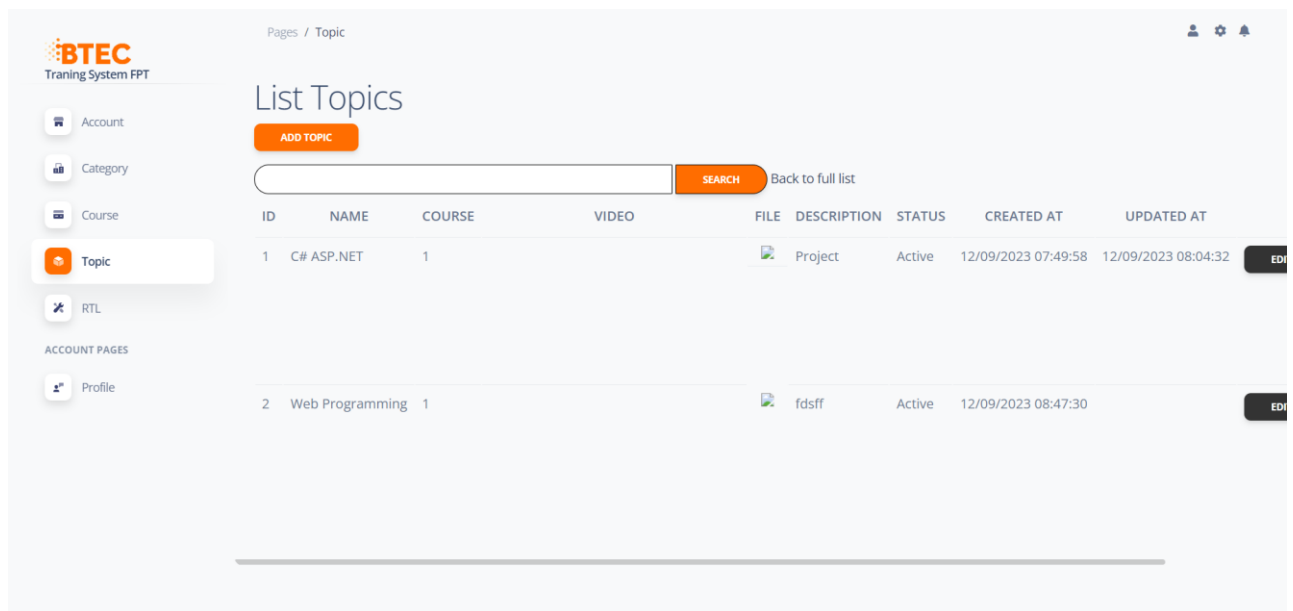 Pages / Topic
BTEC
Traning System FPT
Account
Category
Course
Topic
RTL
ACCOUNT PAGES
Profile
List Topics
ADD TOPIC
SEARCH Back to full list
ID NAME COURSE VIDEO FILE DESCRIPTION STATUS CREATED AT UPDATED AT
1 C# ASP.NET 1 Project Active 12/09/2023 07:49:58 12/09/2023 08:04:32 EDI
2 Web Programming 1 fdsff Active 12/09/2023 08:47:30 EDI